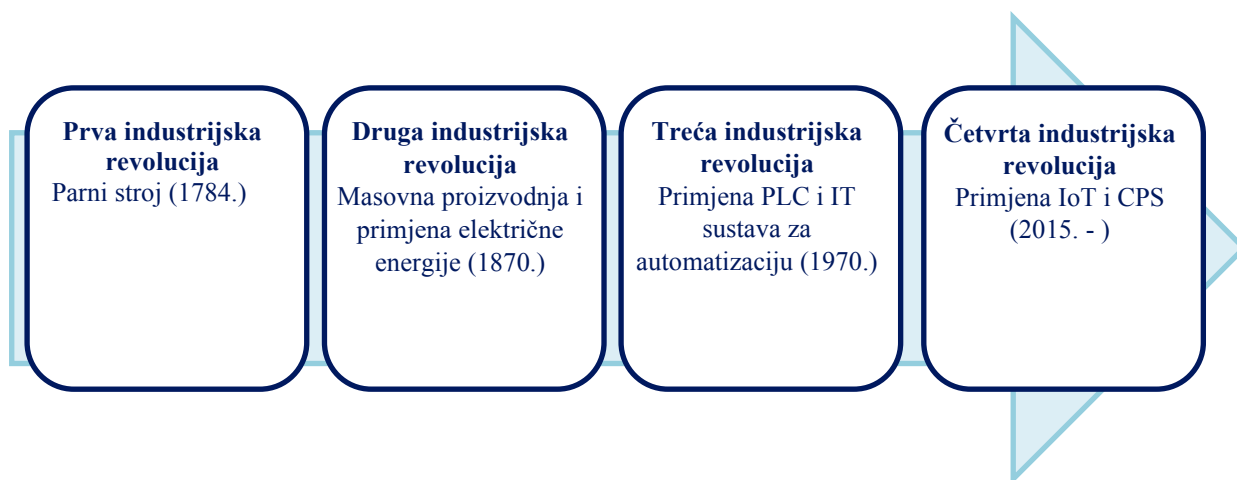 Prva industrijska
revolucija
Parni stroj (1784.)
Druga industrijska
revolucija
Masovna proizvodnja i
primjena električne
energije (1870.)
Treća industrijska
revolucija
Primjena PLC i IT
sustava za
automatizaciju (1970.)
Četvrta industrijska
revolucija
Primjena IoT i CPS
(2015. - )